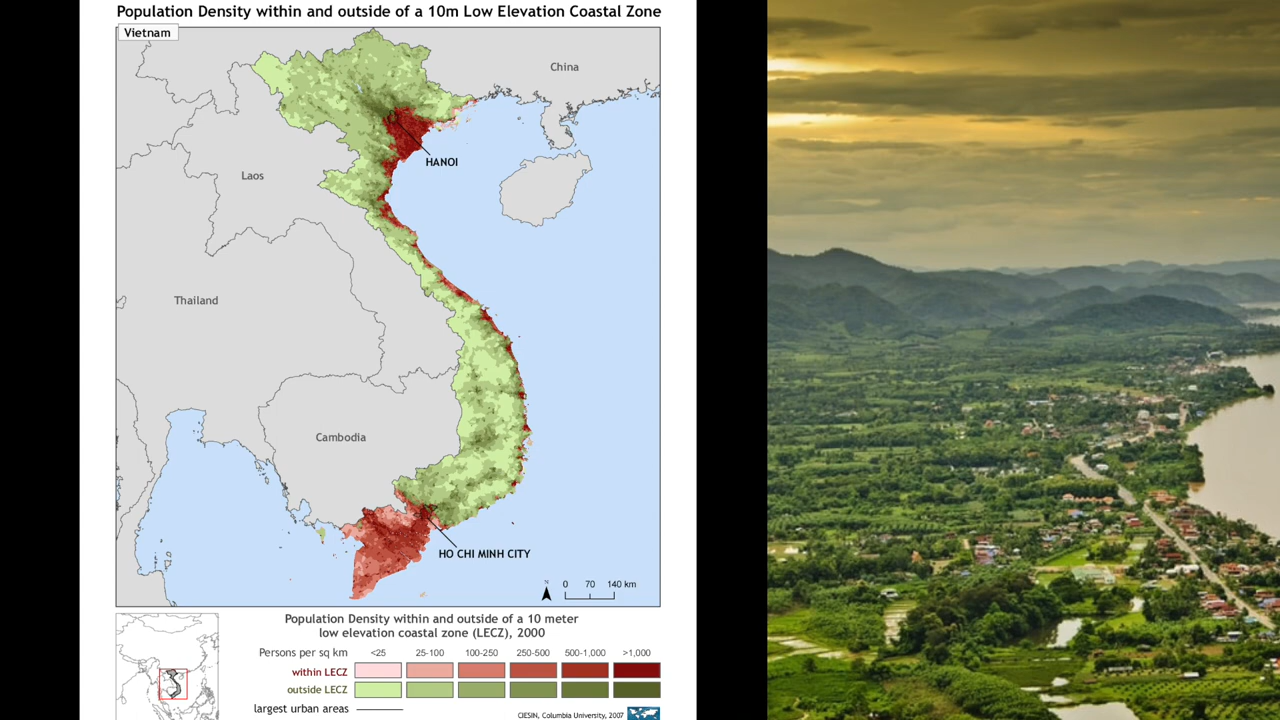 Population Density within and outside of a 10m Low Elevation Coastal Zone
Vietnam
China
HANOI
Laos
Thailand
Cambodia
HO CHI MINH CITY
N
0 70 140 km
Population Density within and outside of a 10 meter
low elevation coastal zone (LECZ), 2000
Persons per sq km <25 25-100 100-250 250-500 500-1,000 >1,000
within LECZ
outside LECZ
largest urban areas
CIESIN, Columbia University, 2007